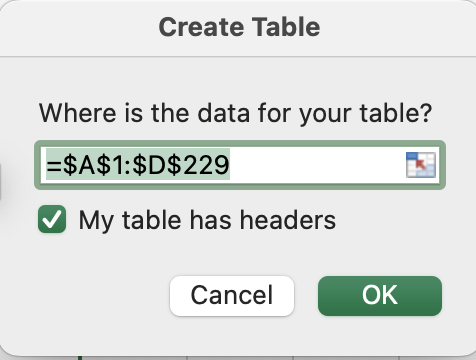 Create Table
Where is the data for your table?
=$A$1:$D$229
My table has headers
Cancel OK